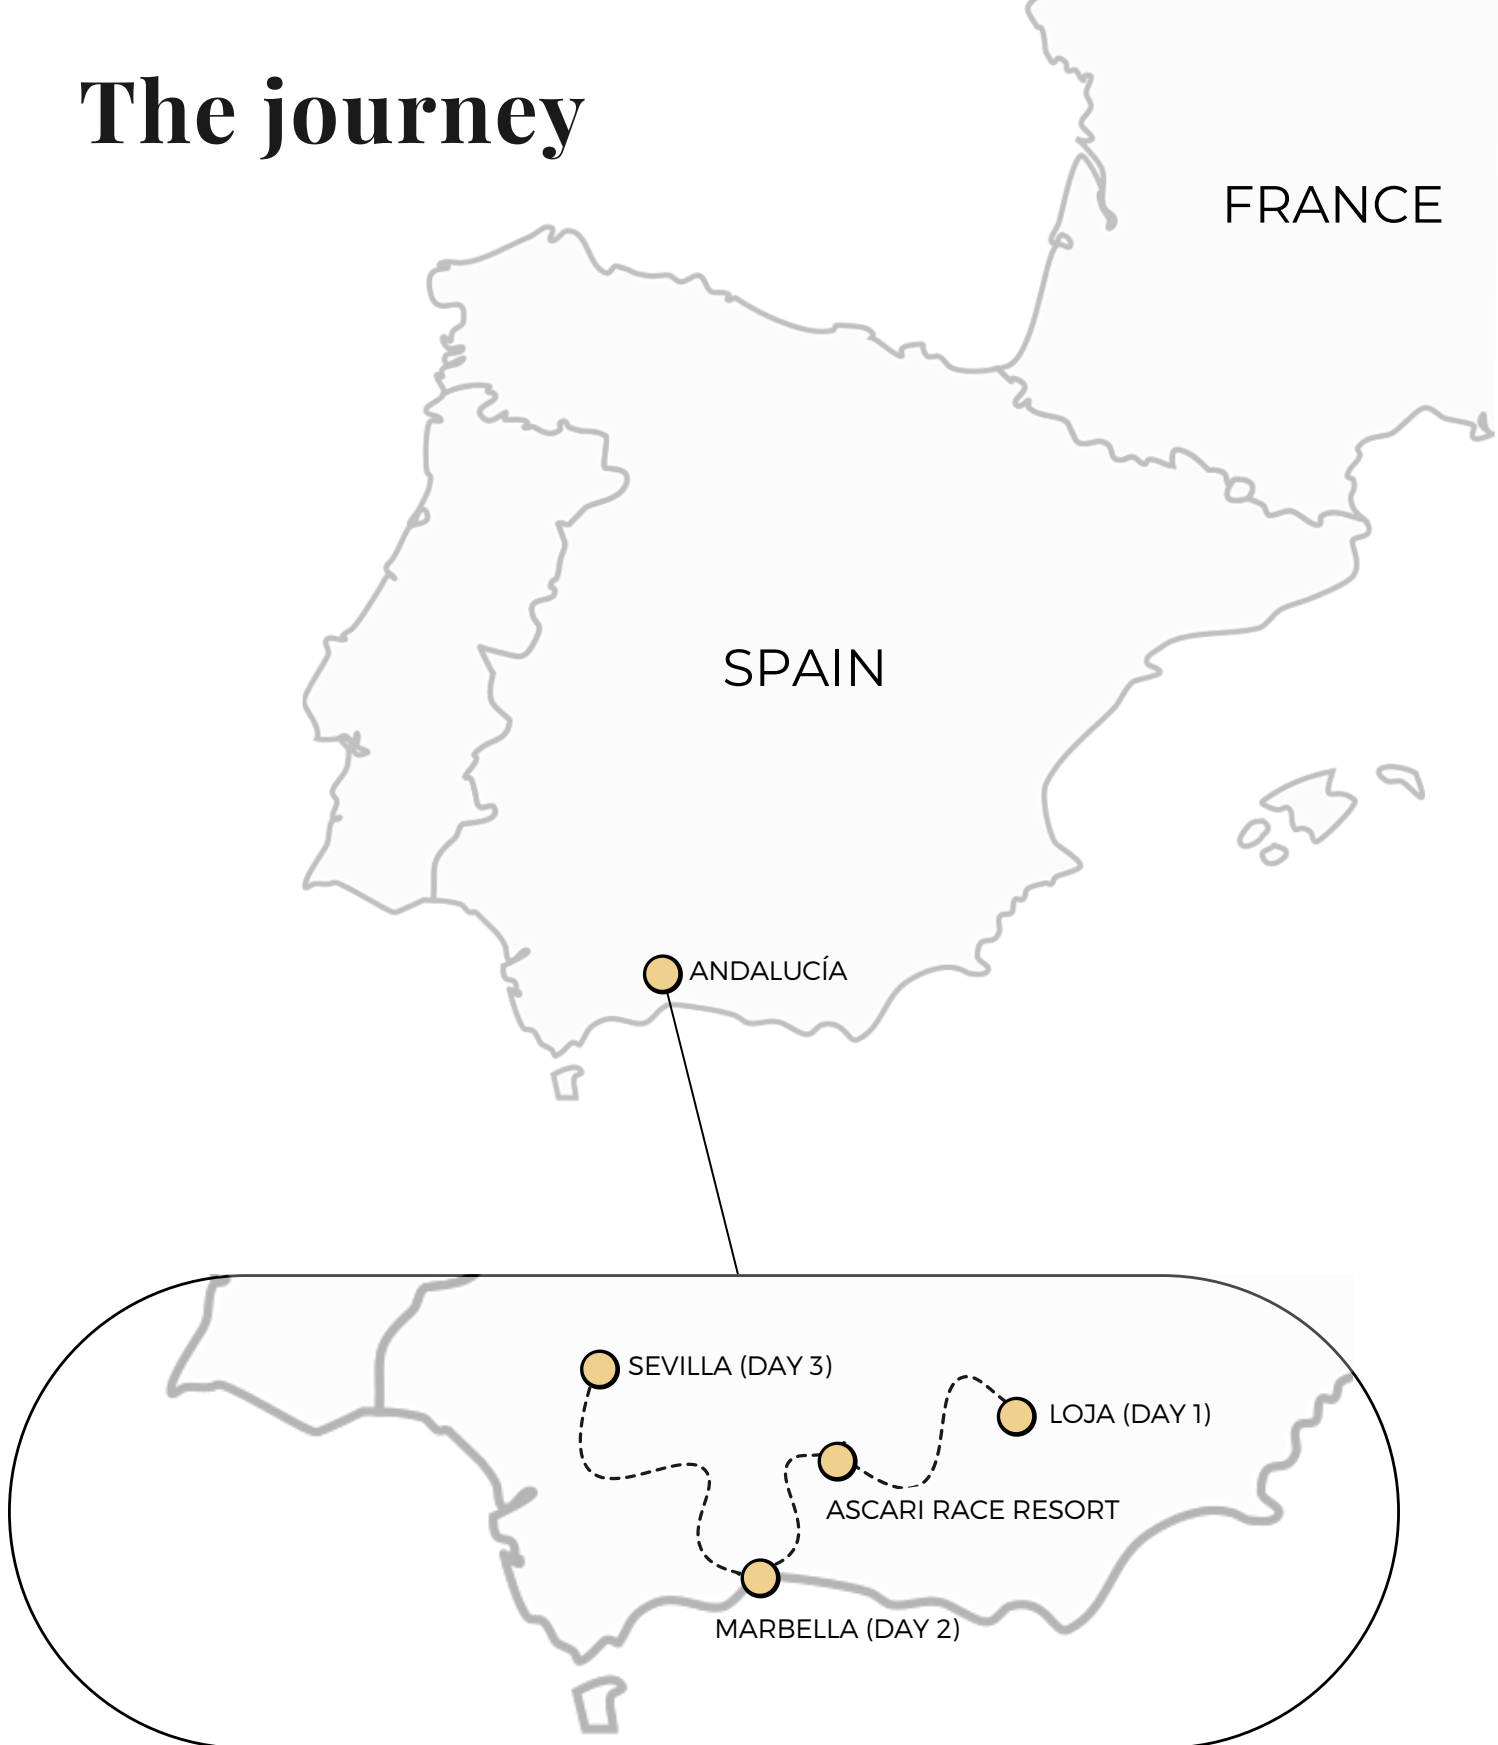 The journey
FRANCE
SPAIN
ANDALUCÍA
SEVILLA (DAY 3)
LOJA (DAY 1)
ASCARI RACE RESORT
MARBELLA (DAY 2)